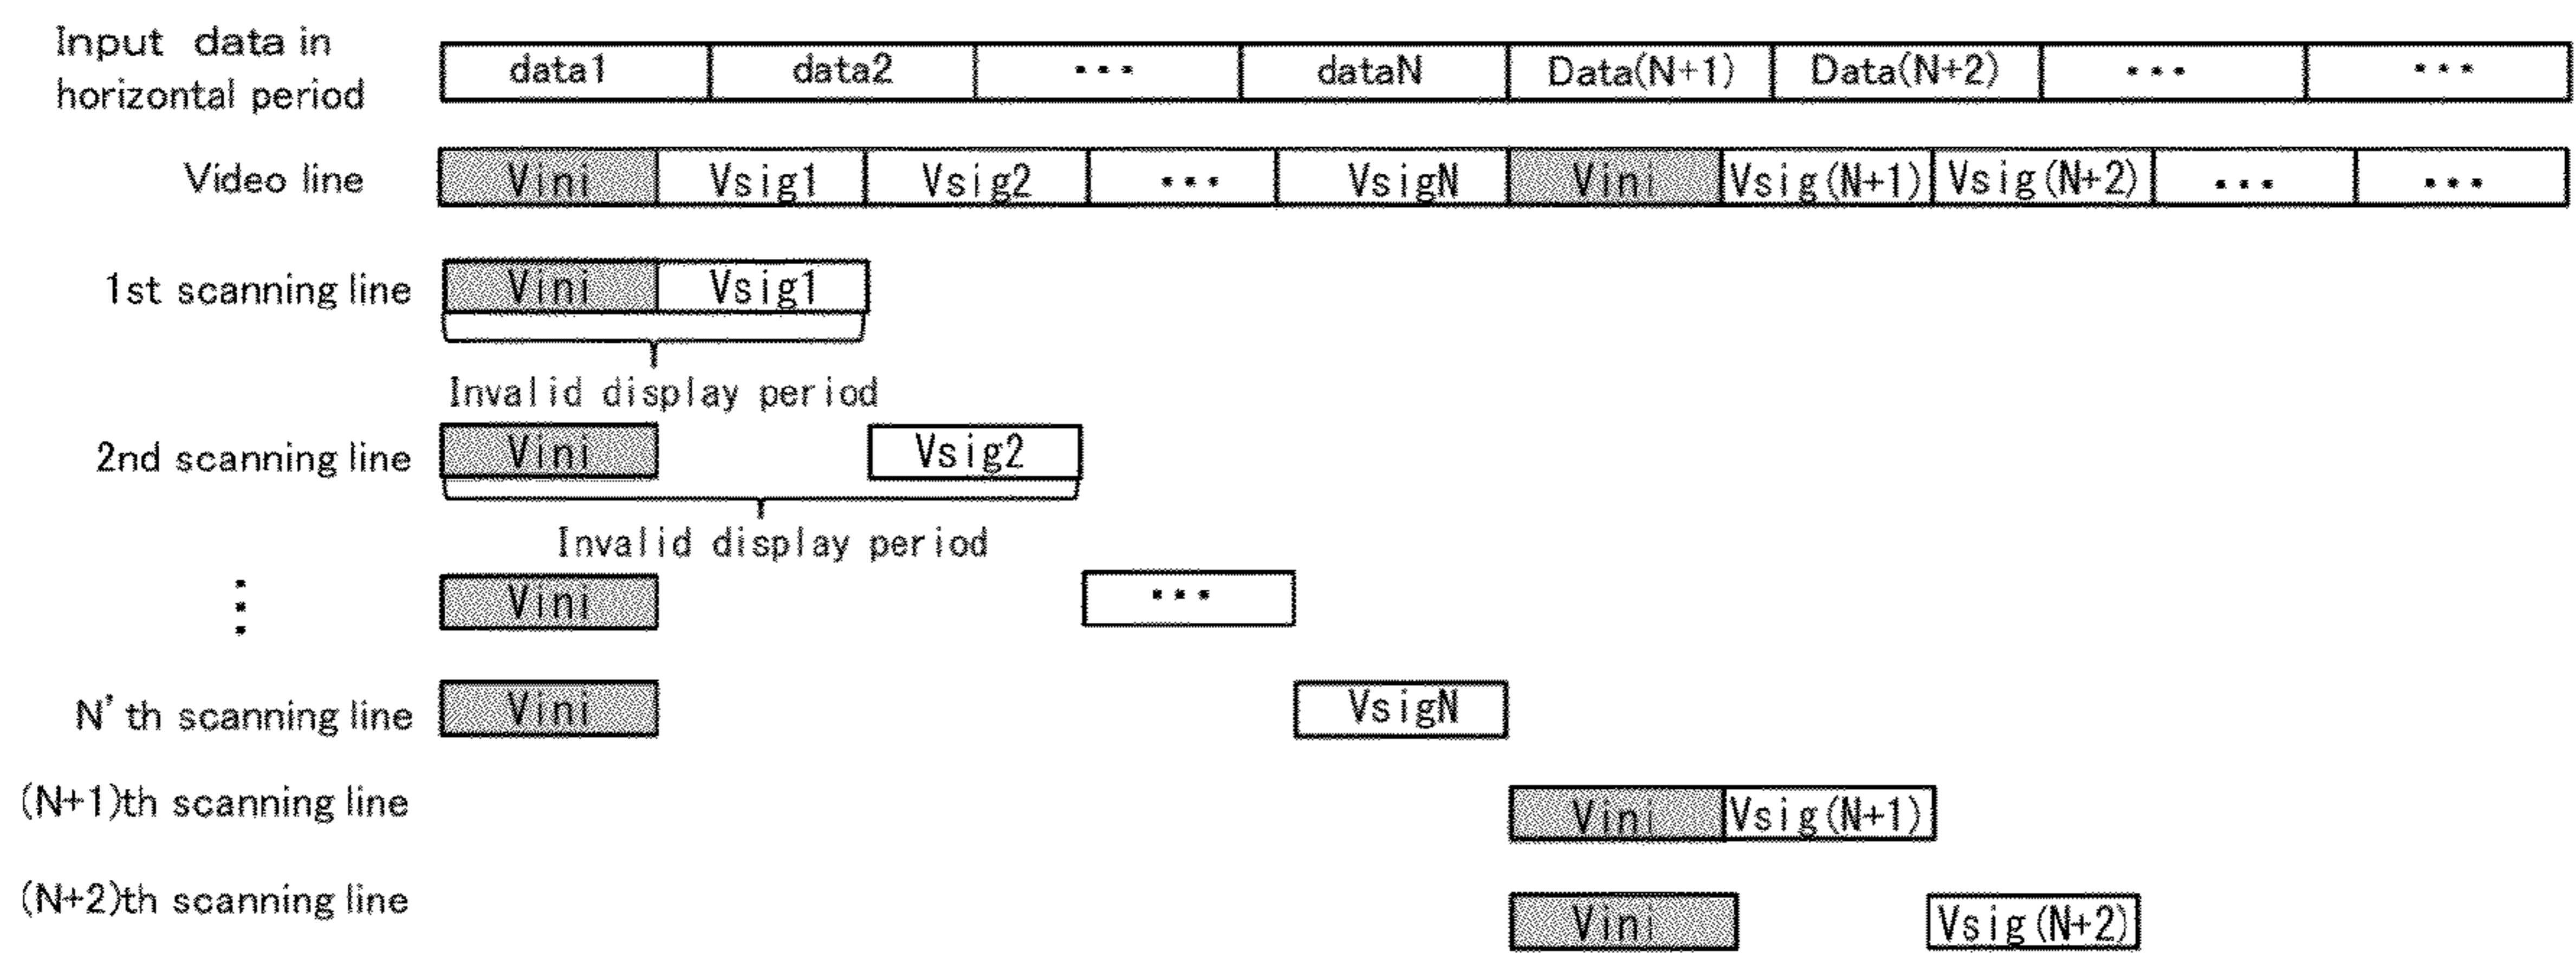 Input data in
horizontal period
data1 data2 ... dataN Data(N+1) Data(N+2) ... ...
Video line Vini Vsig1 Vsig2 ... VsigN Vini Vsig(N+1) Vsig(N+2) ... ...
1st scanning line Vini Vsig1
Invalid display period
2nd scanning line Vini Vsig2
Invalid display period
⋮ Vini ...
N'th scanning line Vini VsigN
(N+1)th scanning line Vini Vsig(N+1)
(N+2)th scanning line Vini Vsig(N+2)